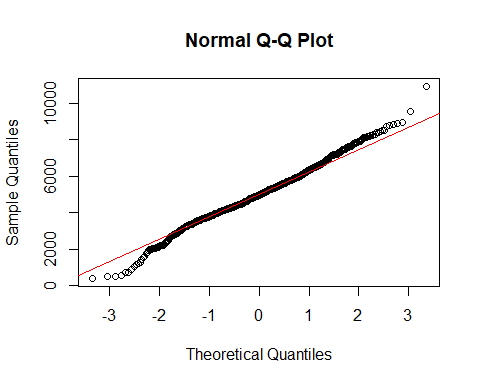 Normal Q-Q Plot
Sample Quantiles
10000
6000
2000
0
-3 -2 -1 0 1 2 3
Theoretical Quantiles